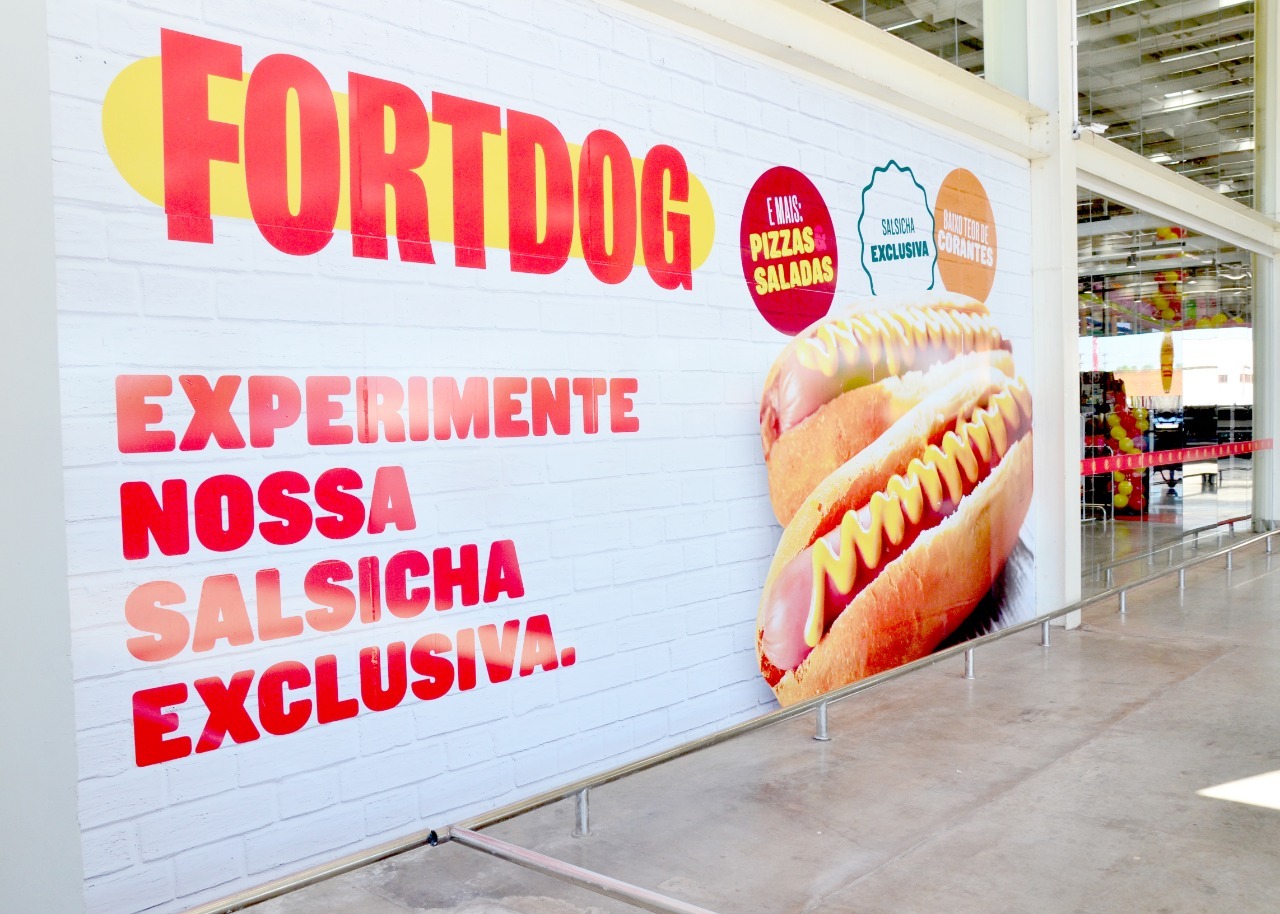 FORTDOG
EXPERIMENTE
NOSSA
SALSICHA
EXCLUSIVA.
E MAIS:
PIZZAS&
SALADAS
SALSICHA
EXCLUSIVA
BAIXO TEOR DE
CORANTES